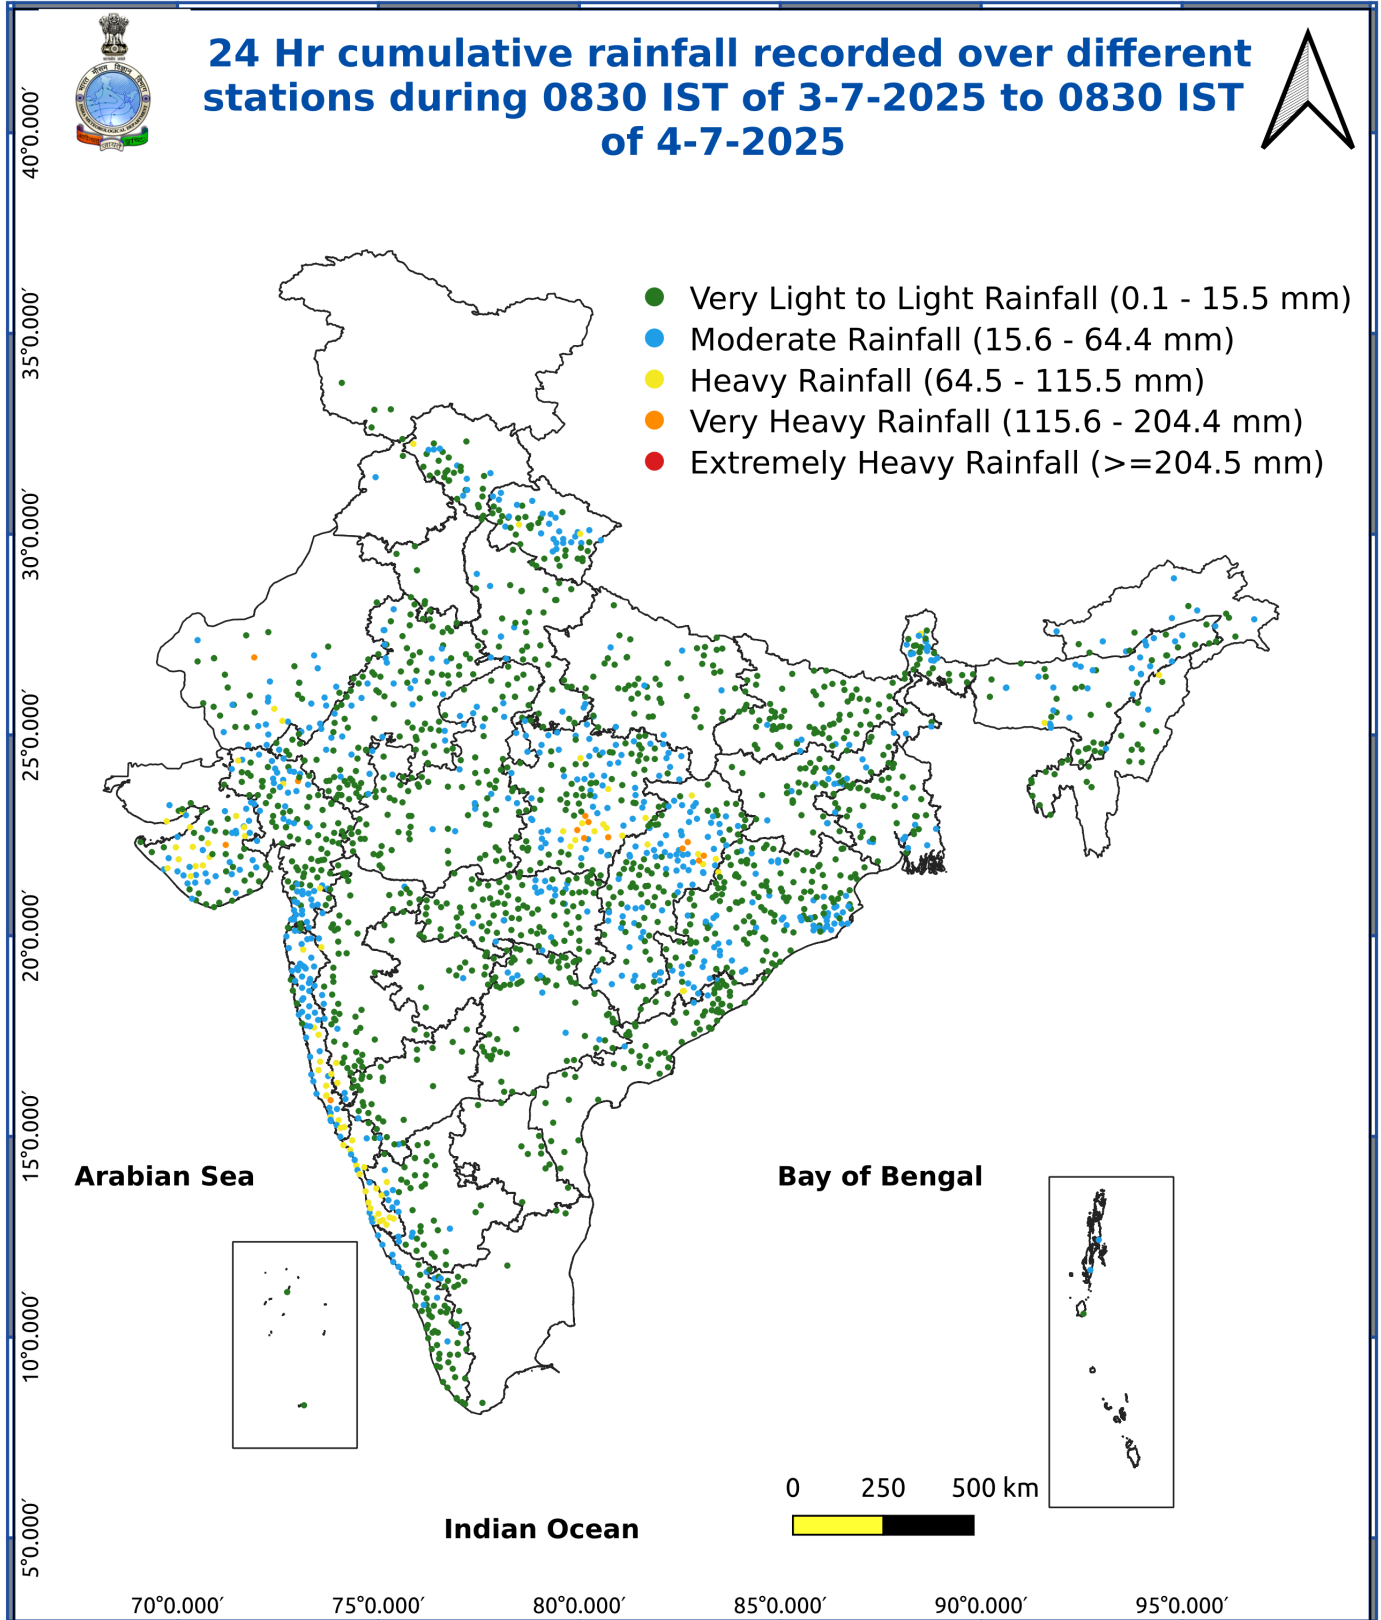 24 Hr cumulative rainfall recorded over different
stations during 0830 IST of 3-7-2025 to 0830 IST
of 4-7-2025
Very Light to Light Rainfall (0.1 - 15.5 mm)
Moderate Rainfall (15.6 - 64.4 mm)
Heavy Rainfall (64.5 - 115.5 mm)
Very Heavy Rainfall (115.6 - 204.4 mm)
Extremely Heavy Rainfall (>=204.5 mm)
40°0.000′
35°0.000′
30°0.000′
25°0.000′
20°0.000′
15°0.000′
10°0.000′
5°0.000′
Arabian Sea
Bay of Bengal
0 250 500 km
Indian Ocean
70°0.000′ 75°0.000′ 80°0.000′ 85°0.000′ 90°0.000′ 95°0.000′